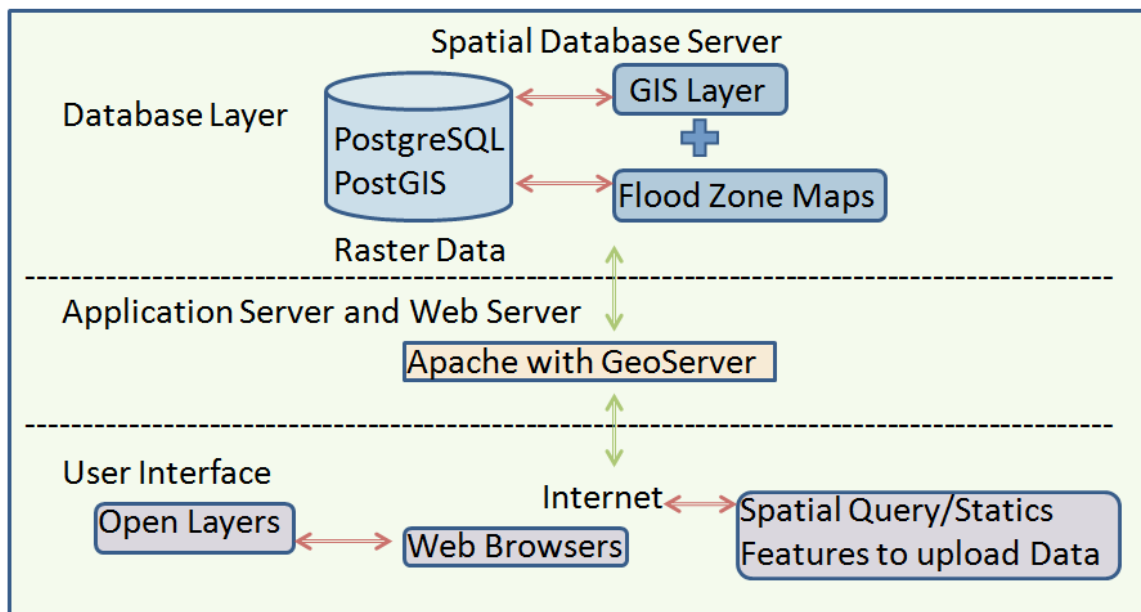 Spatial Database Server
Database Layer
GIS Layer
PostgreSQL
PostGIS
Flood Zone Maps
Raster Data
Application Server and Web Server
Apache with GeoServer
User Interface
Internet
Open Layers
Web Browsers
Spatial Query/Statics
Features to upload Data